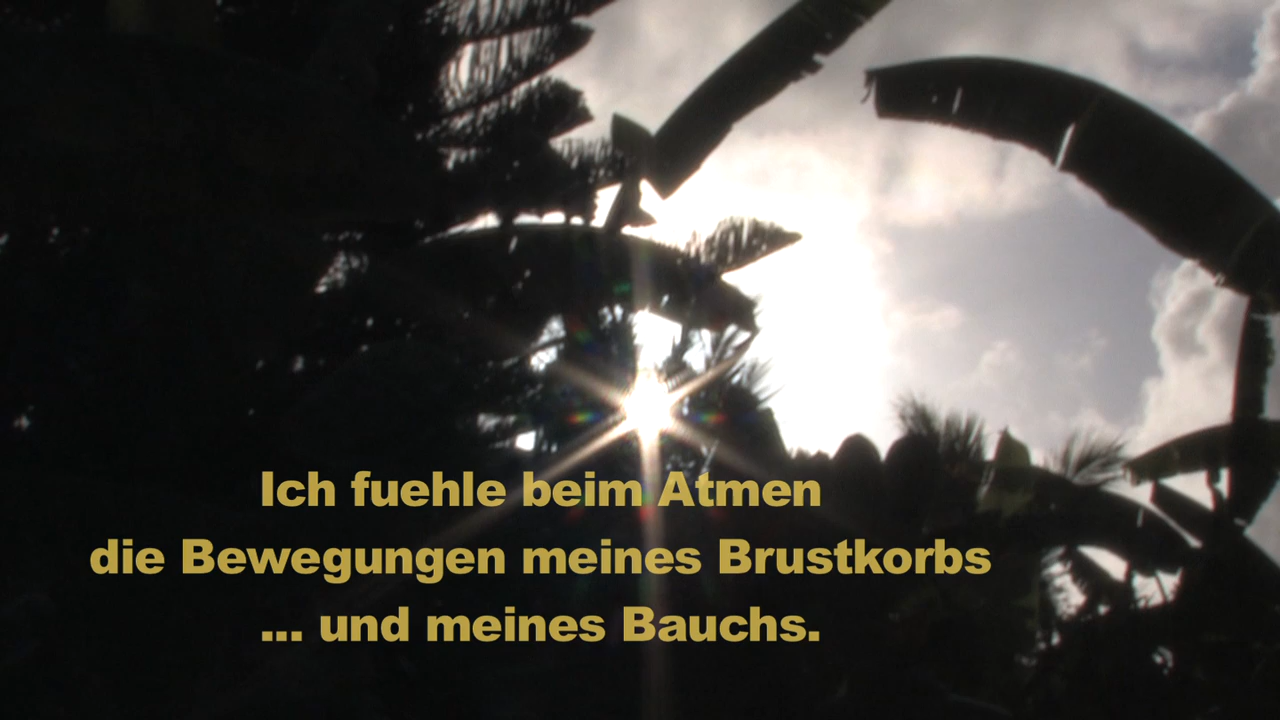 Ich fuehle beim Atmen
die Bewegungen meines Brustkorbs
... und meines Bauchs.